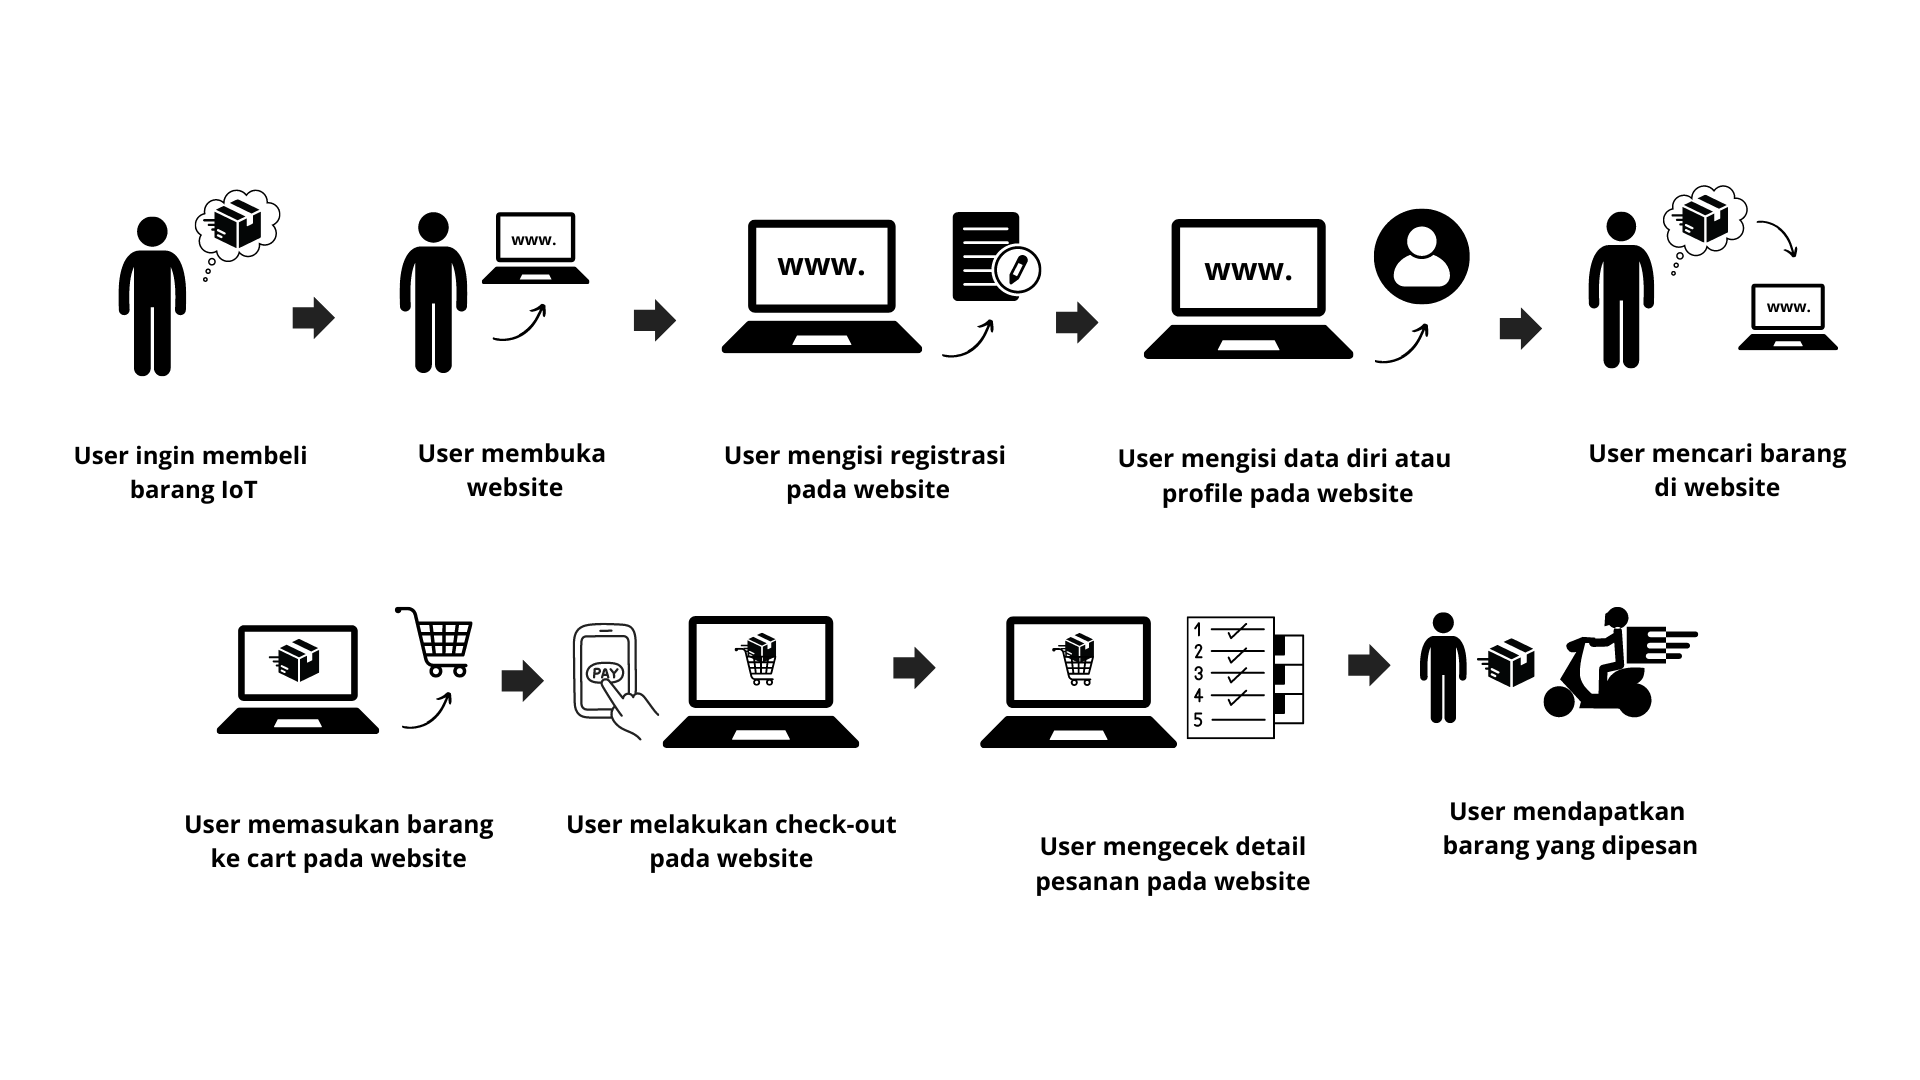 www.
www.
www.
www.
User ingin membeli
barang IoT
User membuka
website
User mengisi registrasi
pada website
User mengisi data diri atau
profile pada website
User mencari barang
di website
PAY
1
2
3
4
5
User memasukan barang
ke cart pada website
User melakukan check-out
pada website
User mengecek detail
pesanan pada website
User mendapatkan
barang yang dipesan